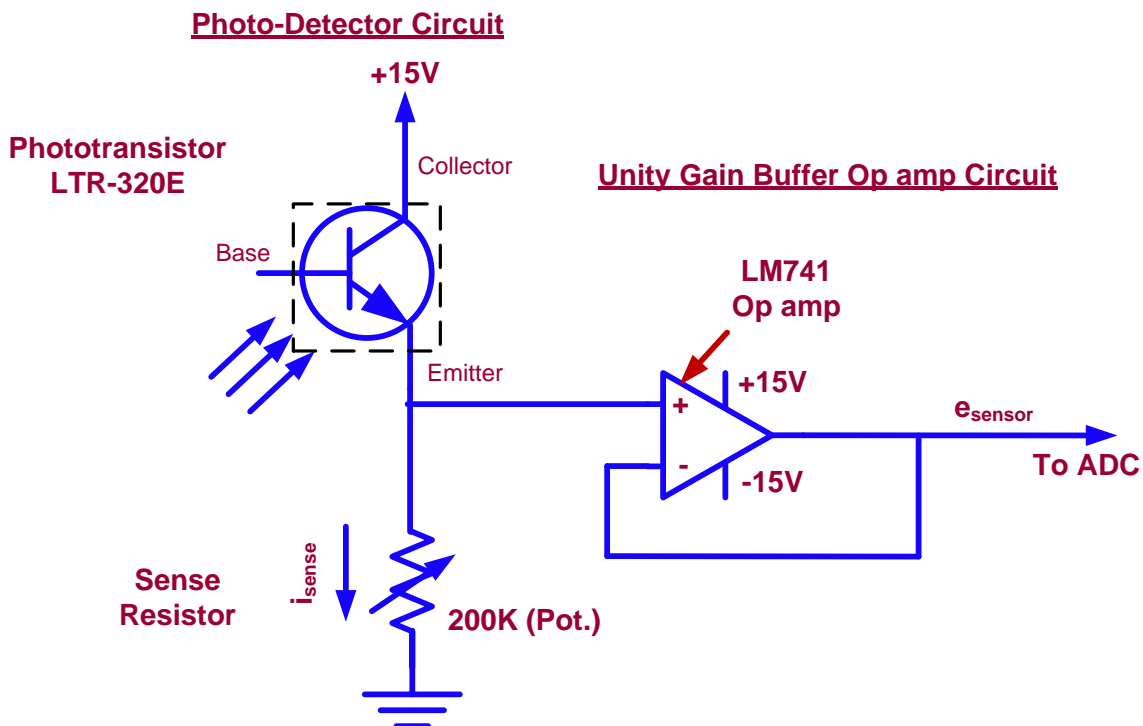 Photo-Detector Circuit
+15V
Phototransistor
LTR-320E
Collector
Unity Gain Buffer Op amp Circuit
Base
LM741
Op amp
Emitter
+15V
+
-
-15V
esensor
To ADC
isense
Sense
Resistor
200K (Pot.)